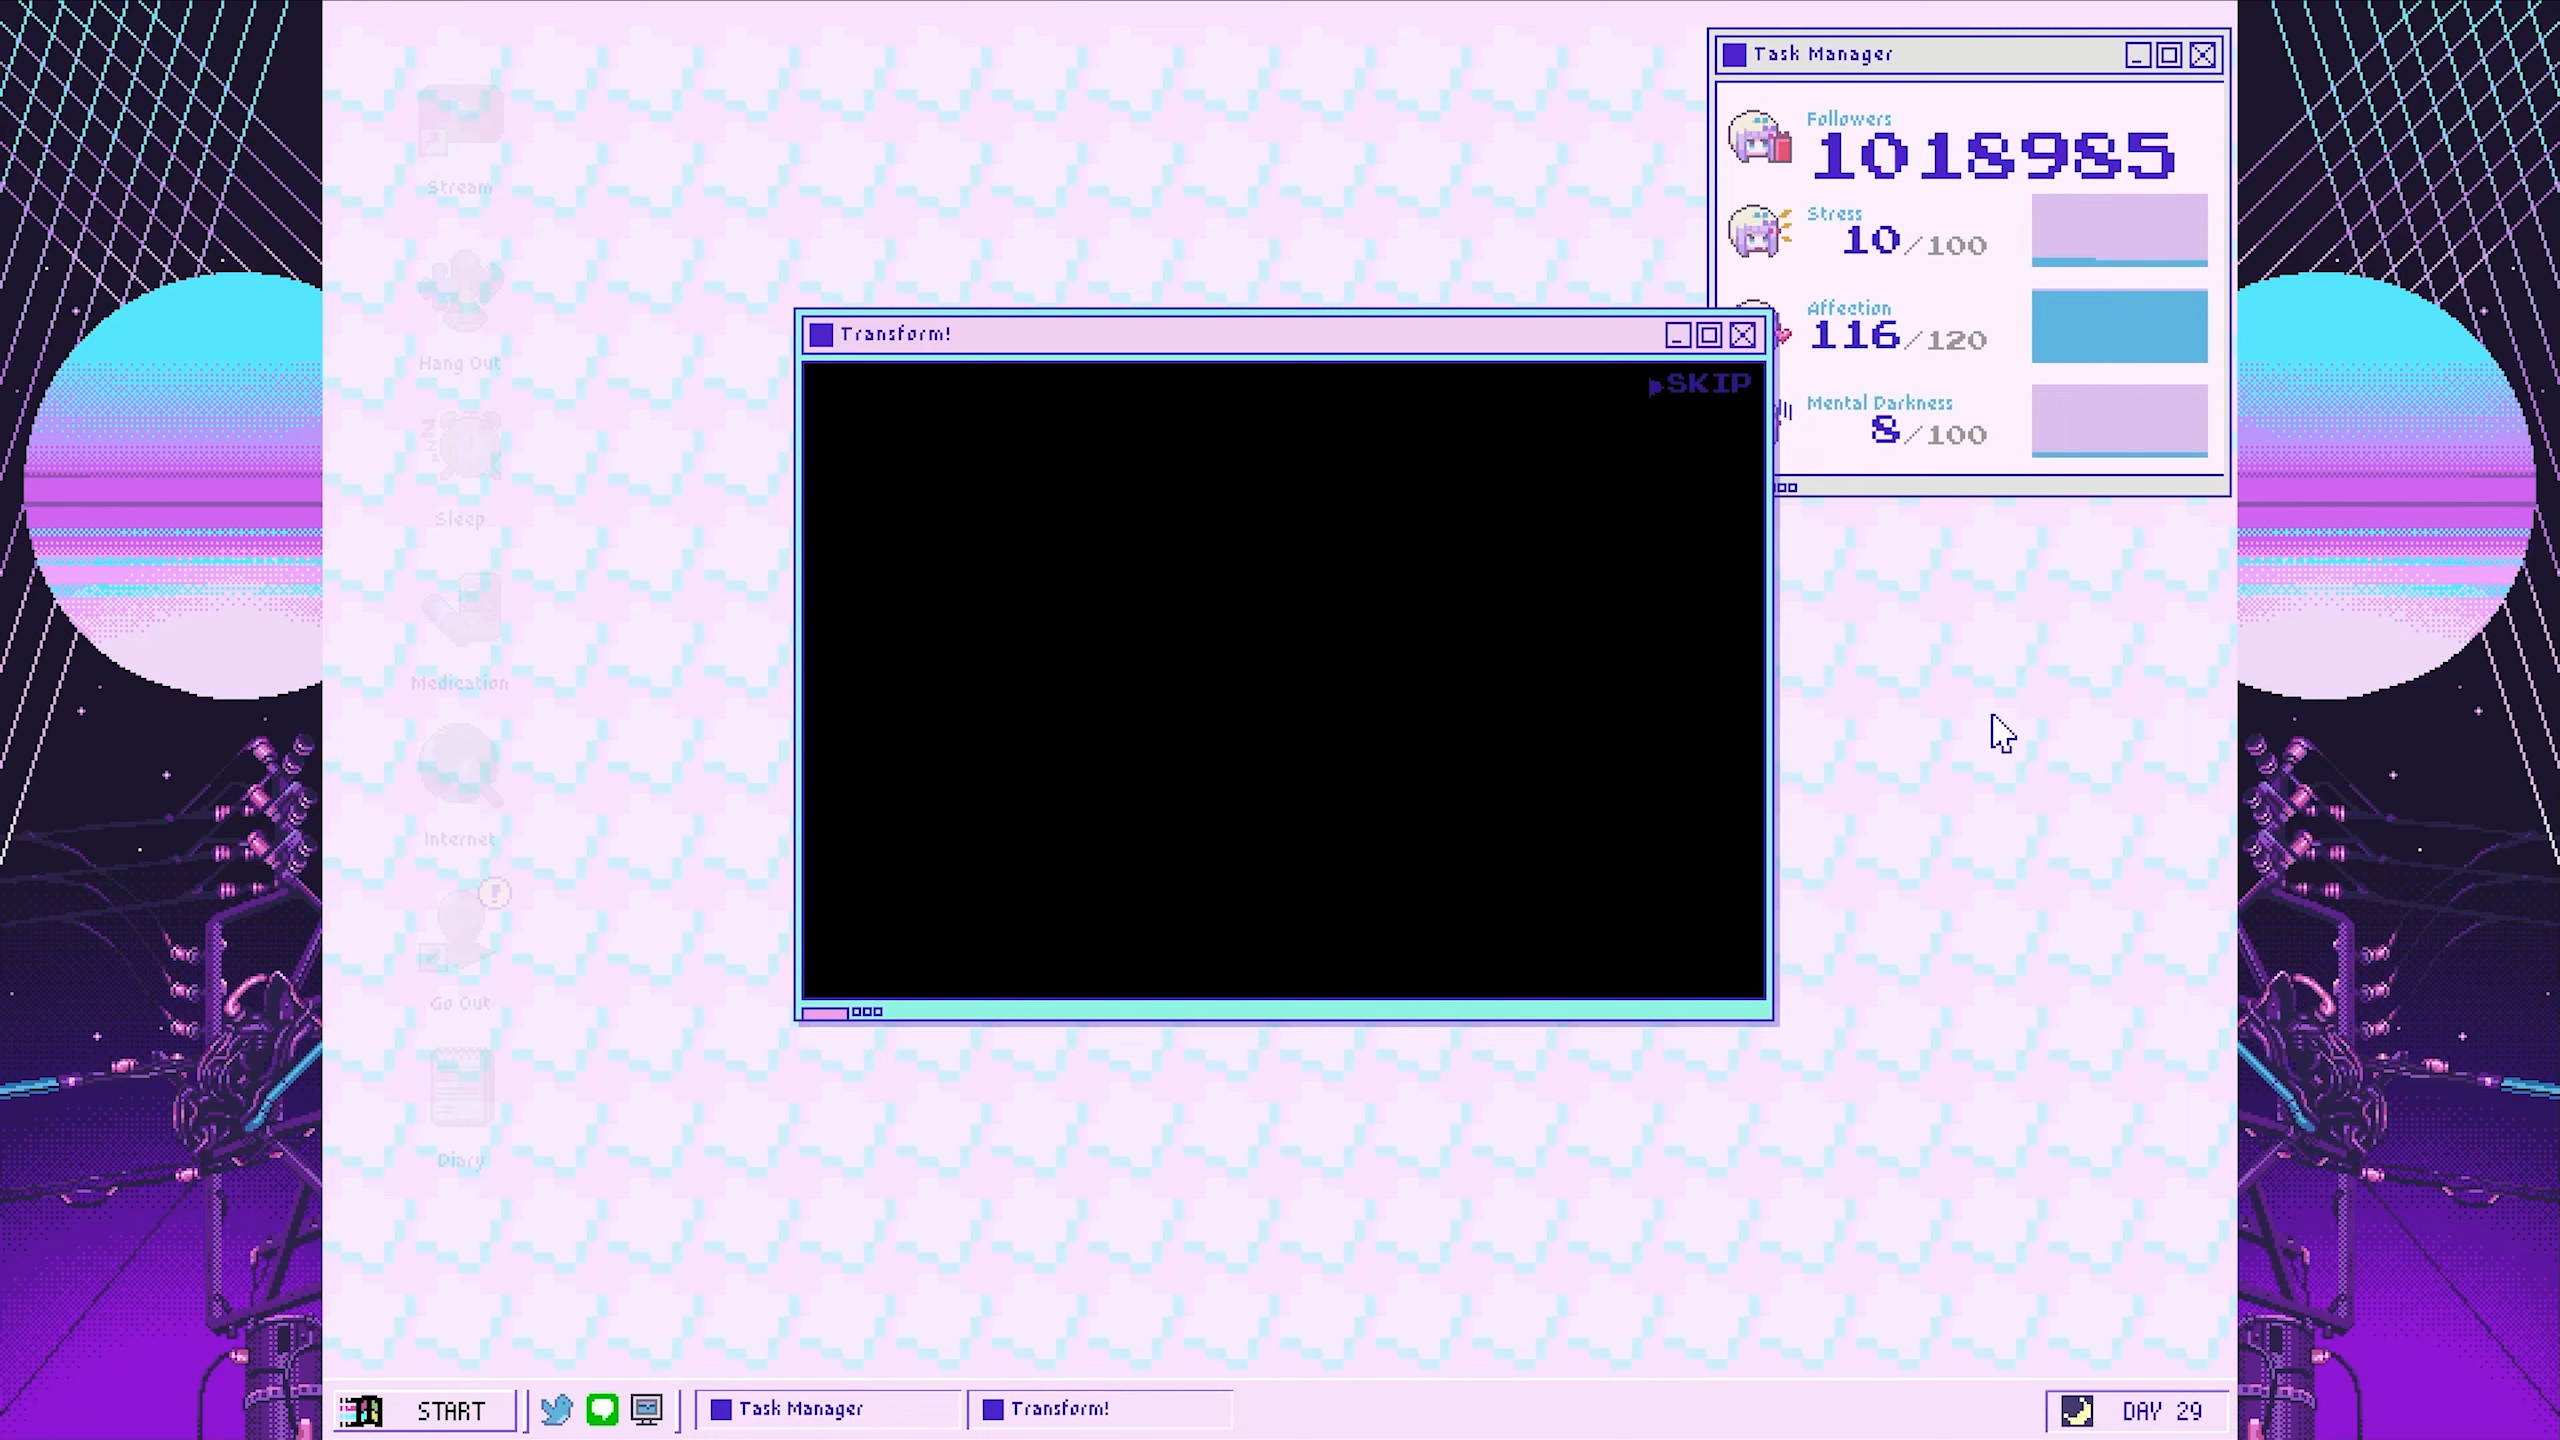 Task Manager
Followers
1018985
Stress
10/100
Affection
116/120
Mental Darkness
8/100
Transform!
▶SKIP
Stream
Hang Out
Sleep
Medication
Internet
Go Out
Diary
START
Task Manager
Transform!
DAY 29